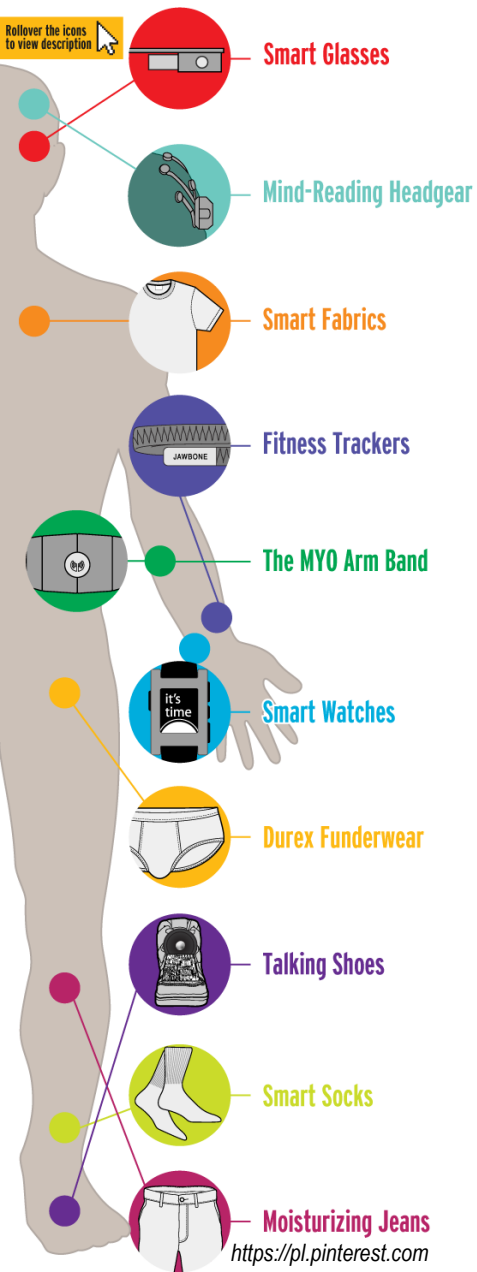 Rollover the icons
to view description
Smart Glasses
Mind-Reading Headgear
Smart Fabrics
Fitness Trackers
JAWBONE
The MYO Arm Band
it's
time
Smart Watches
Durex Funderwear
Talking Shoes
Smart Socks
Moisturizing Jeans
https://pl.pinterest.com